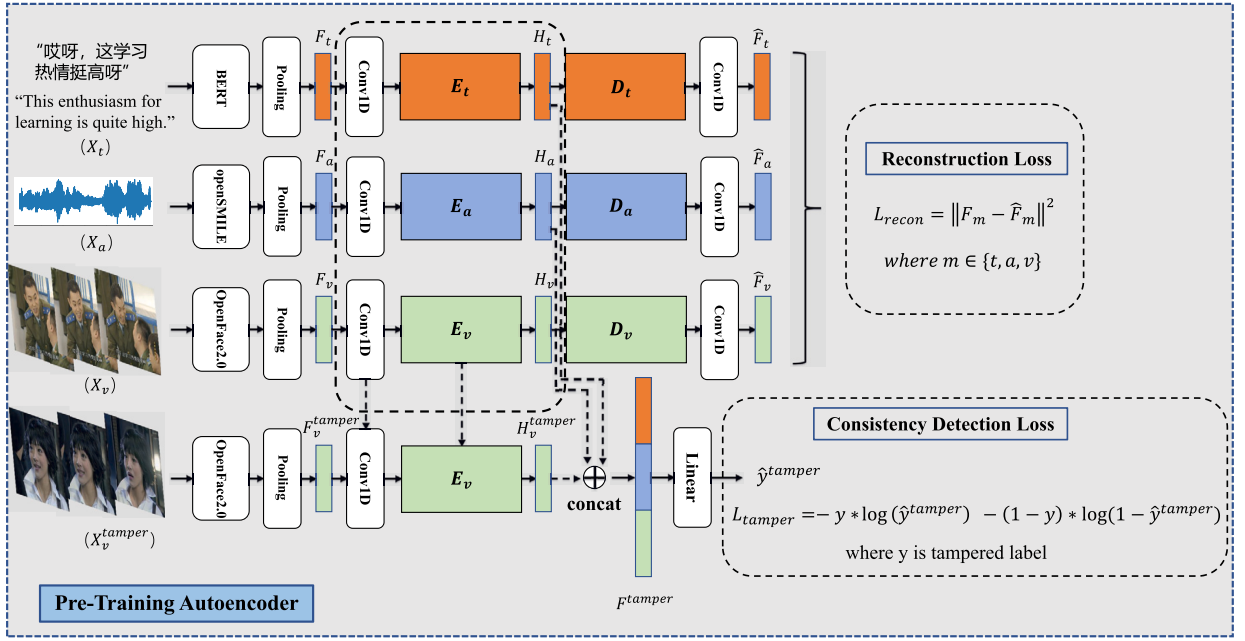 “哎呀，这学习
热情挺高呀”
“This enthusiasm for
learning is quite high.”
(X_t)
BERT
Pooling
F_t
Conv1D
E_t
H_t
D_t
Conv1D
F̂_t
(X_a)
openSMILE
Pooling
F_a
Conv1D
E_a
H_a
D_a
Conv1D
F̂_a
(X_v)
OpenFace2.0
Pooling
F_v
Conv1D
E_v
H_v
D_v
Conv1D
F̂_v
(X_v^{tamper})
OpenFace2.0
Pooling
F_v^{tamper}
Conv1D
E_v
H_v^{tamper}
concat
F^{tamper}
Linear
ŷ^{tamper}
Reconstruction Loss
L_{recon} = ‖F_m − F̂_m‖^2
where m ∈ {t, a, v}
Consistency Detection Loss
L_{tamper} =− y ∗ log (ŷ^{tamper}) − (1 − y) ∗ log(1 − ŷ^{tamper})
where y is tampered label
Pre-Training Autoencoder